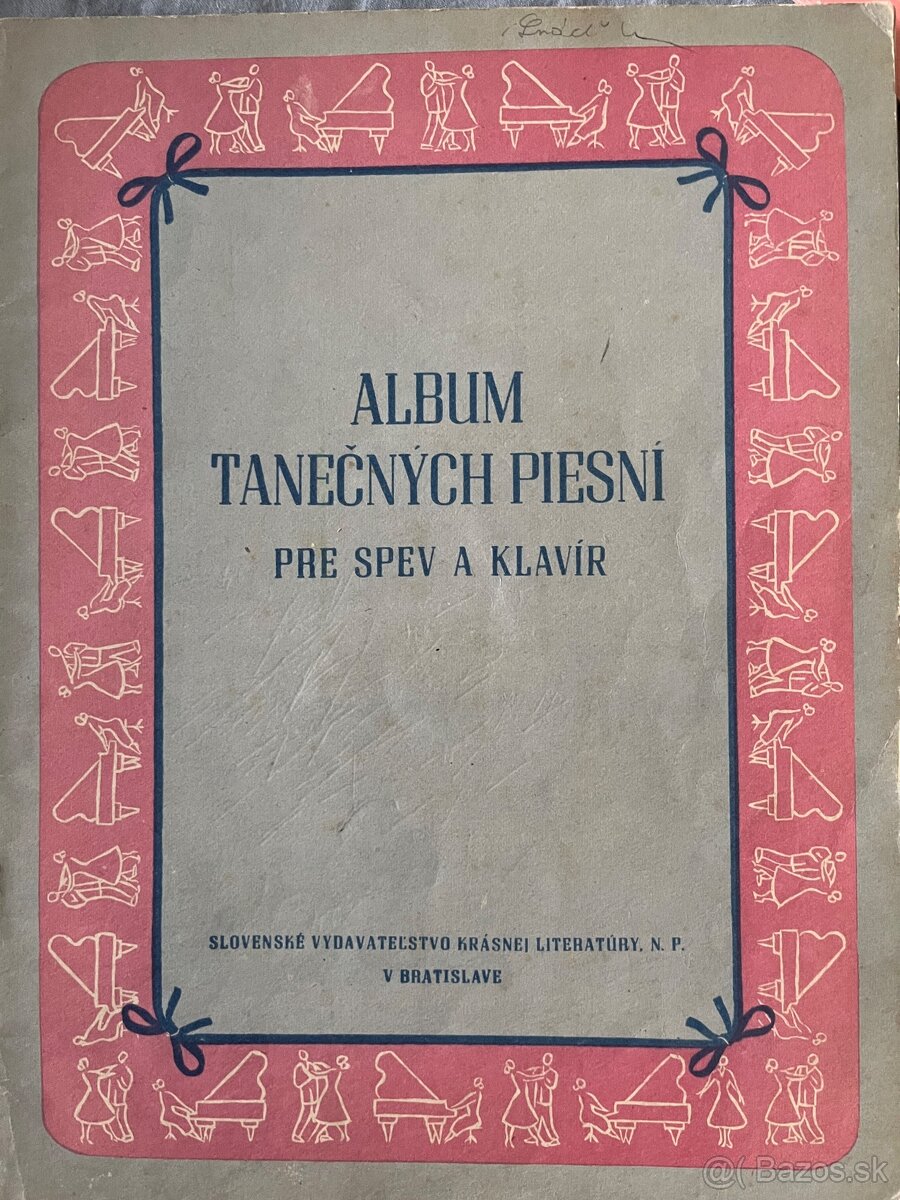 ALBUM
TANEČNÝCH PIESNÍ
PRE SPEV A KLAVÍR
SLOVENSKÉ VYDAVATEĽSTVO KRÁSNEJ LITERATÚRY, N. P.
V BRATISLAVE
@( Bazos.sk